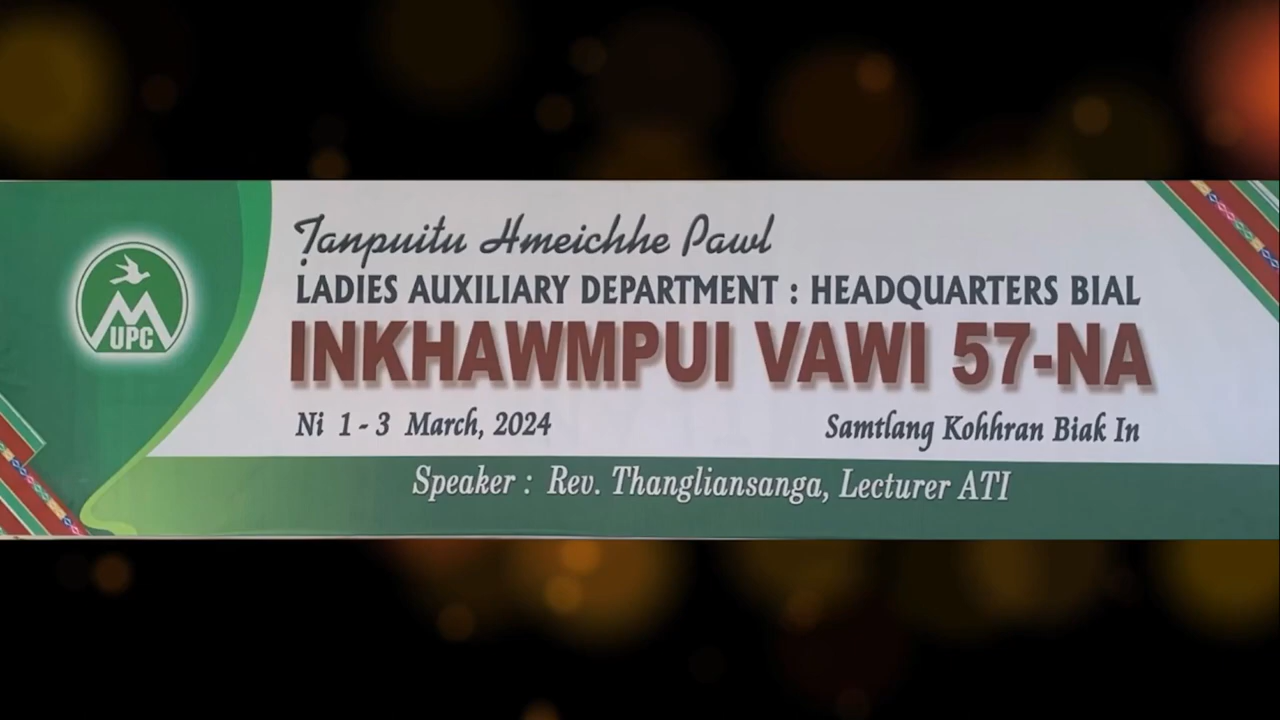 UPC
Ṭanpuitu Hmeichhe Pawl
LADIES AUXILIARY DEPARTMENT : HEADQUARTERS BIAL
INKHAWMPUI VAWI 57-NA
Ni 1 - 3 March, 2024
Samtlang Kohhran Biak In
Speaker : Rev. Thangliansanga, Lecturer ATI